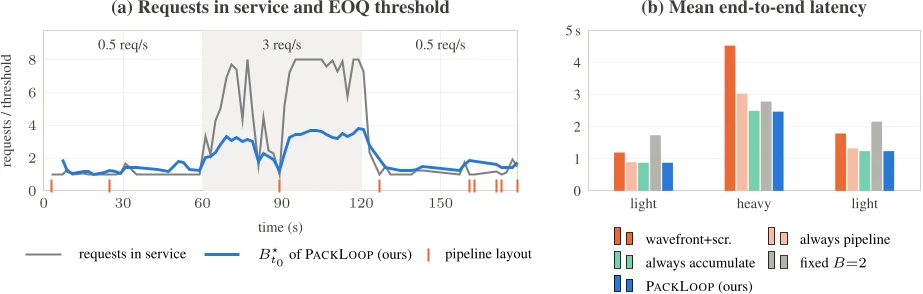 (a) Requests in service and EOQ threshold
0.5 req/s 3 req/s 0.5 req/s
requests / threshold
8
6
4
2
0
0 30 60 90 120 150
time (s)
requests in service B⋆t0 of PACKLOOP (ours) pipeline layout
(b) Mean end-to-end latency
5 s
4
3
2
1
0
light heavy light
wavefront+scr. always pipeline
always accumulate fixed B=2
PACKLOOP (ours)